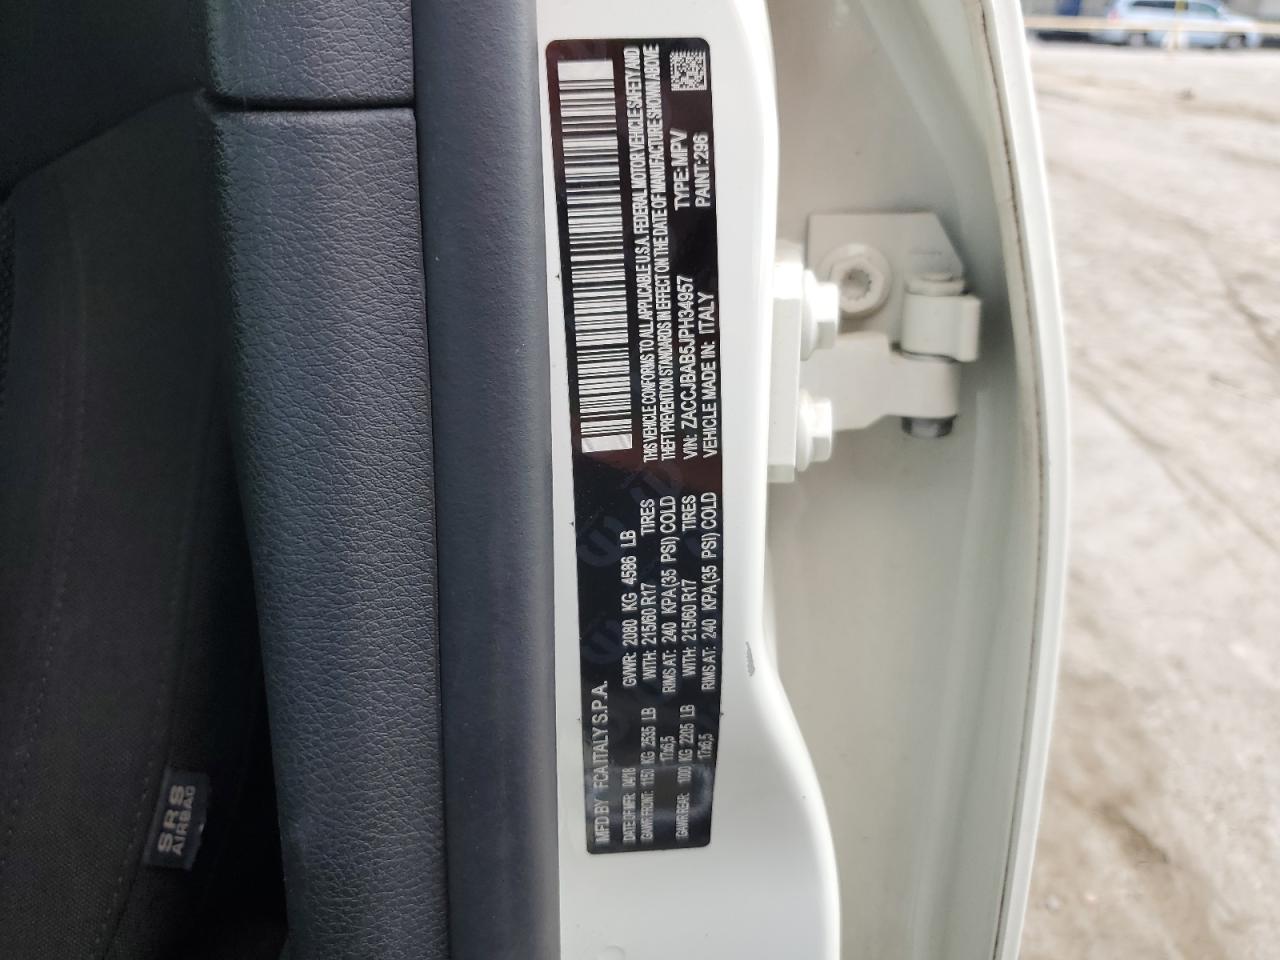 MFD BY FCA ITALY S.P.A.
DATE OF MFR 04/18 GVWR: 2080 KG 4586 LB
GAWR FRONT: 1150 KG 2535 LB WITH: 215/60 R17 TIRES
17x6,5 RIMS AT: 240 KPA(35 PSI) COLD
GAWR REAR: 1000 KG 2205 LB WITH: 215/60 R17 TIRES
17x6,5 RIMS AT: 240 KPA(35 PSI) COLD
THIS VEHICLE CONFORMS TO ALL APPLICABLE U.S.A. FEDERAL MOTOR VEHICLE SAFETY AND
THEFT PREVENTION STANDARDS IN EFFECT ON THE DATE OF MANUFACTURE SHOWN ABOVE
VIN: ZACCJBAB5JPH34957 TYPE: MPV
VEHICLE MADE IN: ITALY PAINT: 296
SRS
AIRBAG